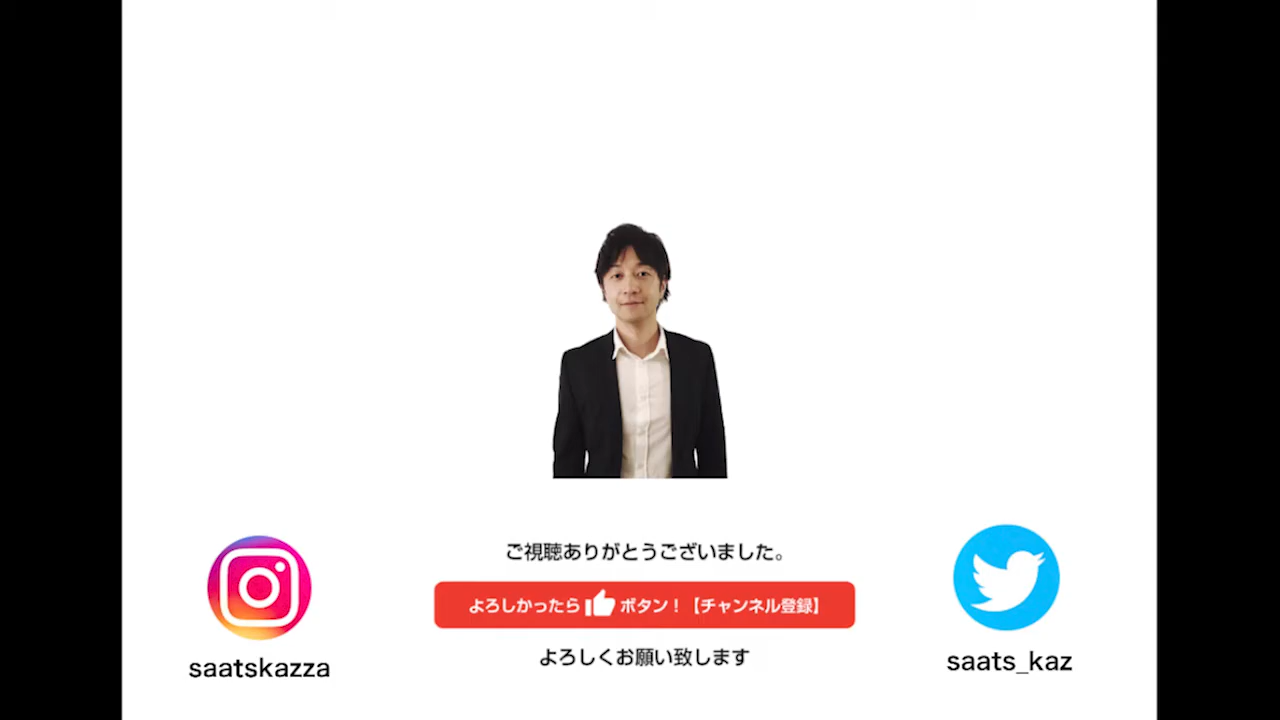 ご視聴ありがとうございました。
よろしかったら ボタン！【チャンネル登録】
よろしくお願い致します
saatskazza
saats_kaz